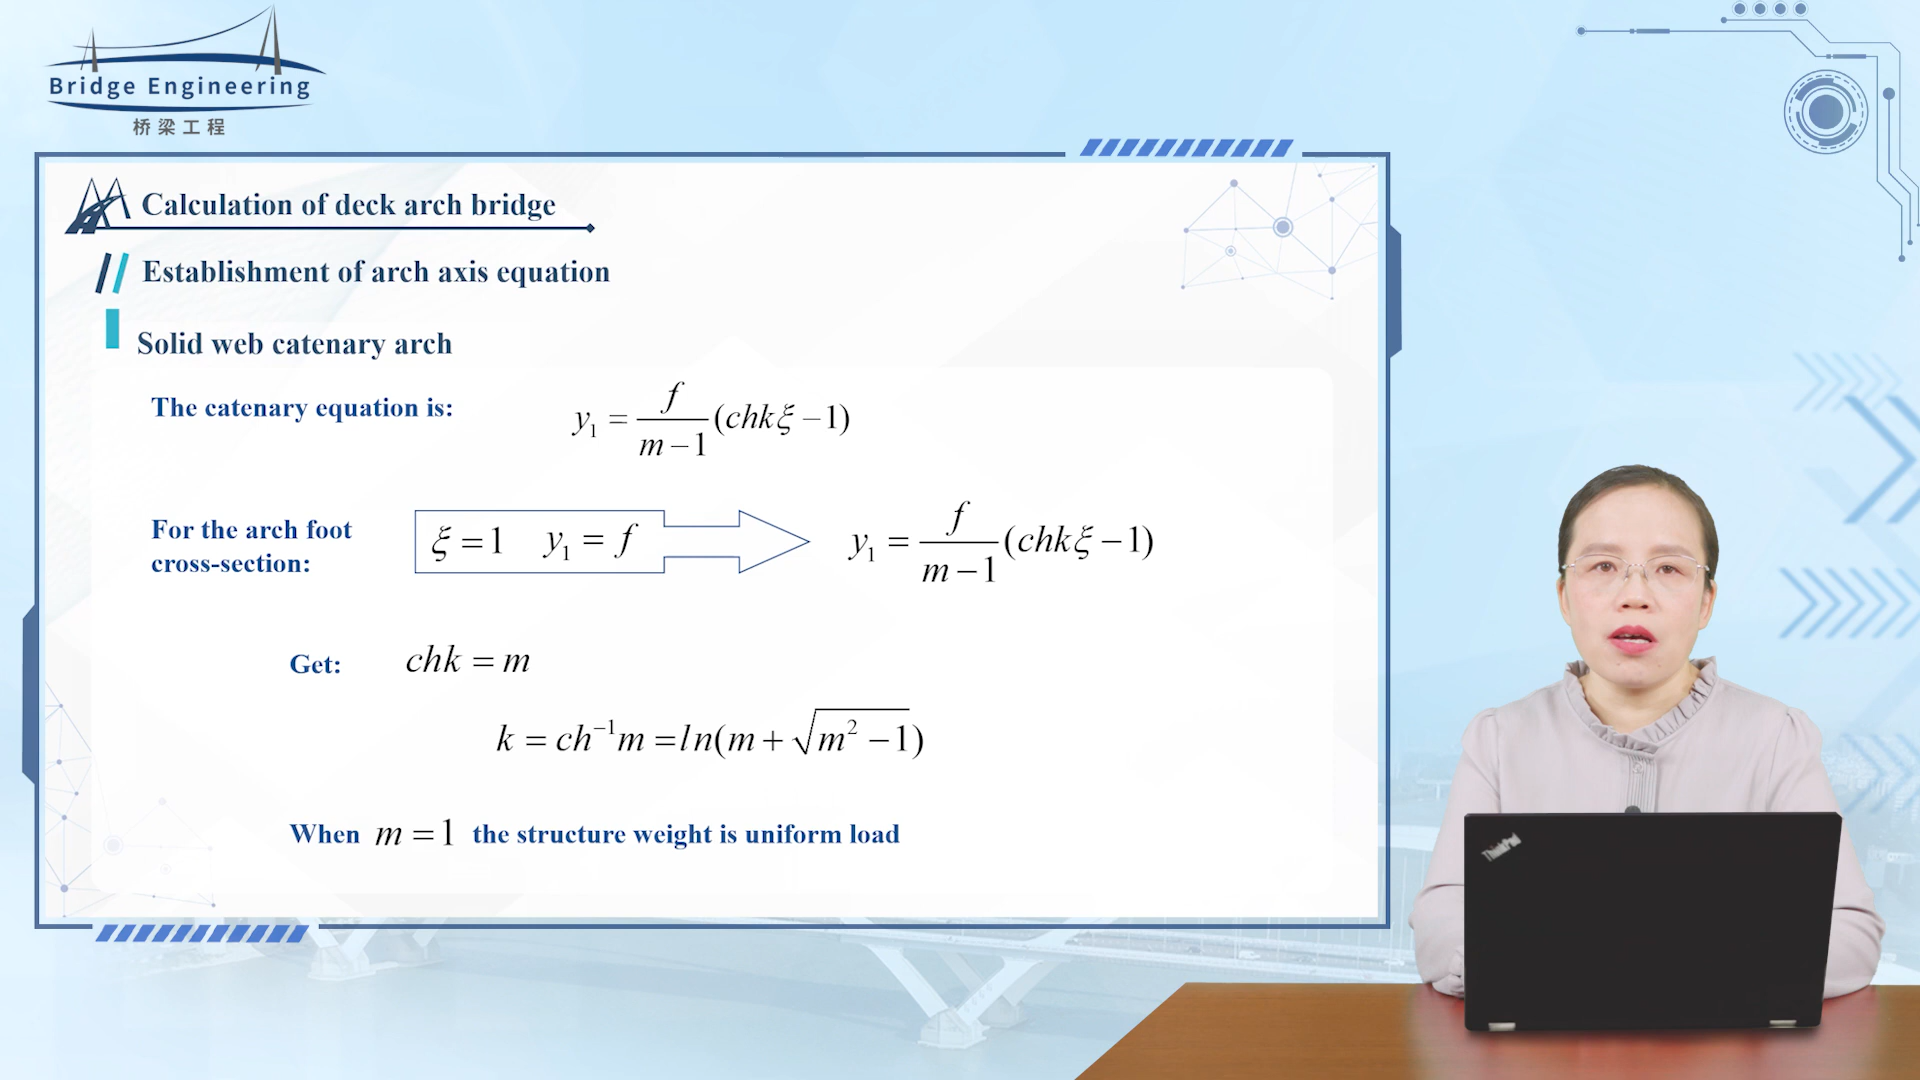 Bridge Engineering
桥梁工程
Calculation of deck arch bridge
Establishment of arch axis equation
Solid web catenary arch
The catenary equation is: y₁ = f/(m−1) (chkξ−1)
For the arch foot cross-section: ξ=1 y₁ = f y₁ = f/(m−1) (chkξ−1)
Get: chk = m
k = ch⁻¹m =ln(m+√(m²−1))
When m=1 the structure weight is uniform load
ThinkPad